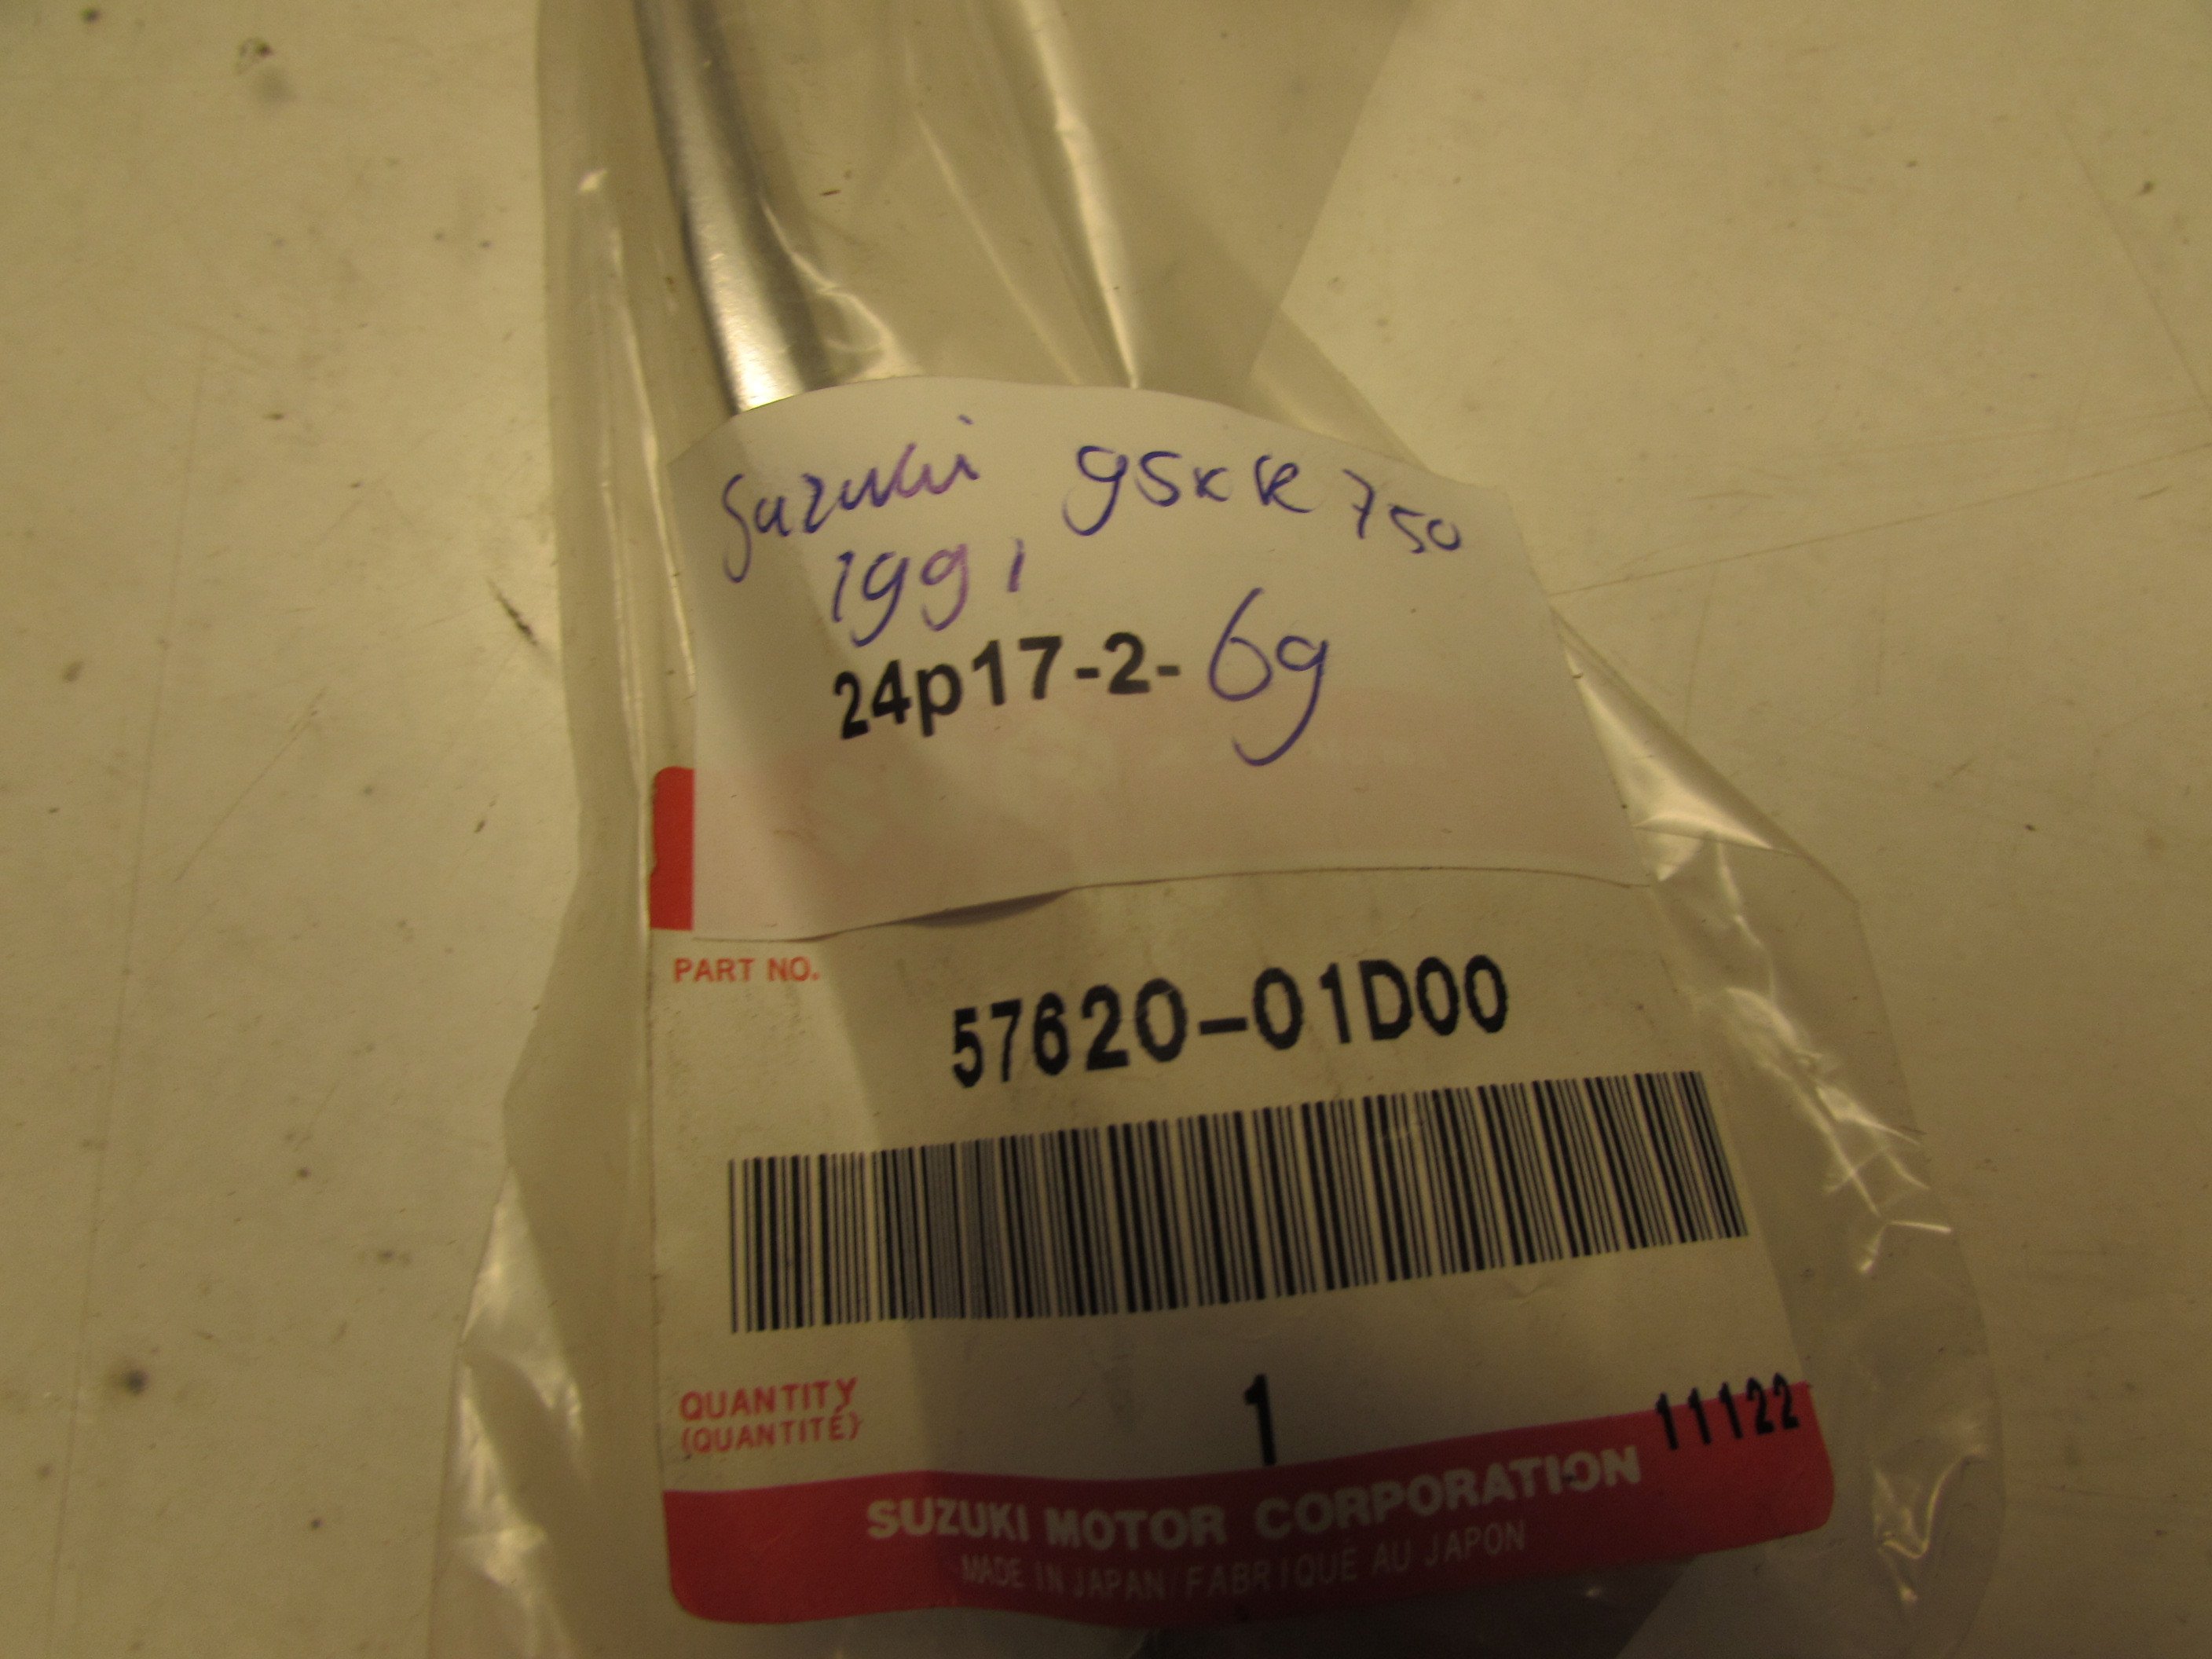 Suzuki gsxR 750
1991
24p17-2-69
PART NO.
57620-01D00
QUANTITY
(QUANTITÉ)
1
11122
SUZUKI MOTOR CORPORATION
MADE IN JAPAN FABRIQUE AU JAPON